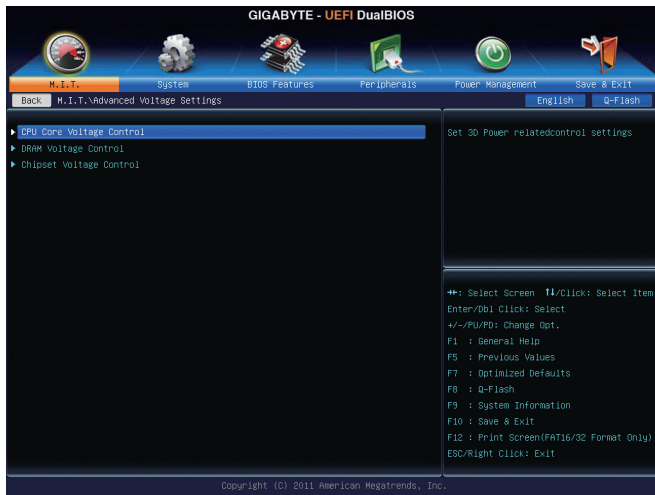 GIGABYTE - UEFI DualBIOS
M.I.T. System BIOS Features Peripherals Power Management Save & Exit
Back M.I.T.\Advanced Voltage Settings English Q-Flash
CPU Core Voltage Control
DRAM Voltage Control
Chipset Voltage Control
Set 3D Power relatedcontrol settings
→←: Select Screen ↑↓/Click: Select Item
Enter/Dbl Click: Select
+/-/PU/PD: Change Opt.
F1 : General Help
F5 : Previous Values
F7 : Optimized Defaults
F8 : Q-Flash
F9 : System Information
F10 : Save & Exit
F12 : Print Screen(FAT16/32 Format Only)
ESC/Right Click: Exit
Copyright (C) 2011 American Megatrends, Inc.